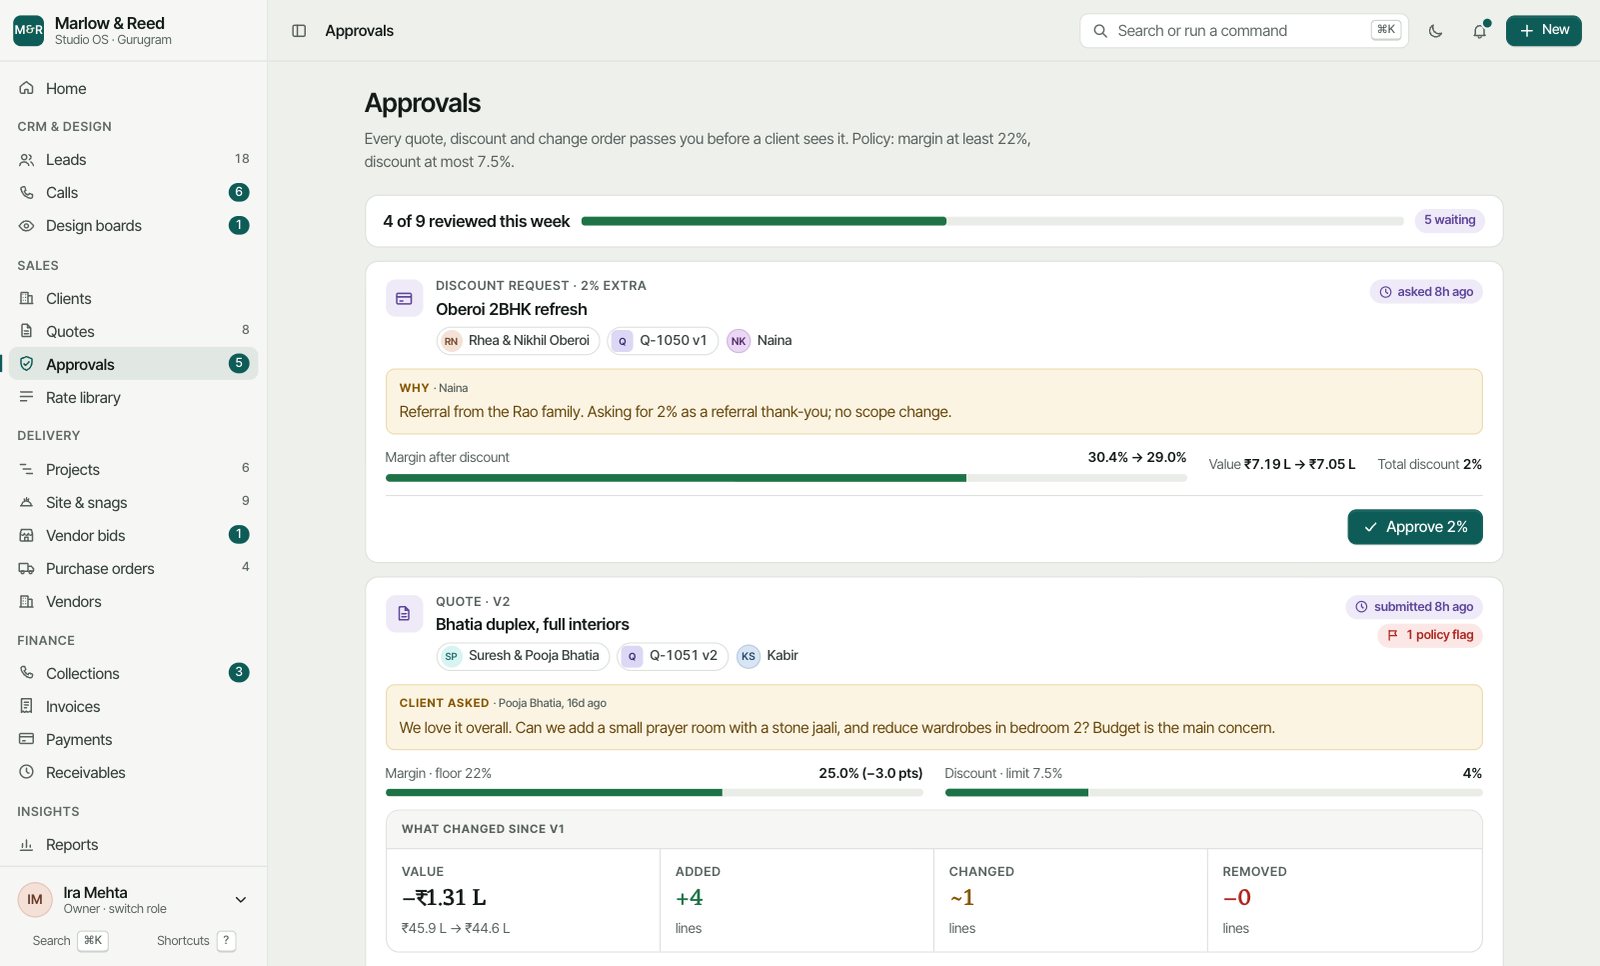 M&R
Marlow & Reed
Studio OS · Gurugram
Home
CRM & DESIGN
Leads 18
Calls 6
Design boards 1
SALES
Clients
Quotes 8
Approvals 5
Rate library
DELIVERY
Projects 6
Site & snags 9
Vendor bids 1
Purchase orders 4
Vendors
FINANCE
Collections 3
Invoices
Payments
Receivables
INSIGHTS
Reports
IM
Ira Mehta
Owner · switch role
Search ⌘K Shortcuts ?
Approvals
Search or run a command ⌘K
New
Approvals
Every quote, discount and change order passes you before a client sees it. Policy: margin at least 22%,
discount at most 7.5%.
4 of 9 reviewed this week 5 waiting
DISCOUNT REQUEST · 2% EXTRA
asked 8h ago
Oberoi 2BHK refresh
RN Rhea & Nikhil Oberoi Q Q-1050 v1 NK Naina
WHY · Naina
Referral from the Rao family. Asking for 2% as a referral thank-you; no scope change.
Margin after discount 30.4% → 29.0% Value ₹7.19 L → ₹7.05 L Total discount 2%
Approve 2%
QUOTE · V2
submitted 8h ago
Bhatia duplex, full interiors
1 policy flag
SP Suresh & Pooja Bhatia Q Q-1051 v2 KS Kabir
CLIENT ASKED · Pooja Bhatia, 16d ago
We love it overall. Can we add a small prayer room with a stone jaali, and reduce wardrobes in bedroom 2? Budget is the main concern.
Margin · floor 22% 25.0% (−3.0 pts) Discount · limit 7.5% 4%
WHAT CHANGED SINCE V1
VALUE ADDED CHANGED REMOVED
−₹1.31 L +4 ~1 −0
₹45.9 L → ₹44.6 L lines lines lines